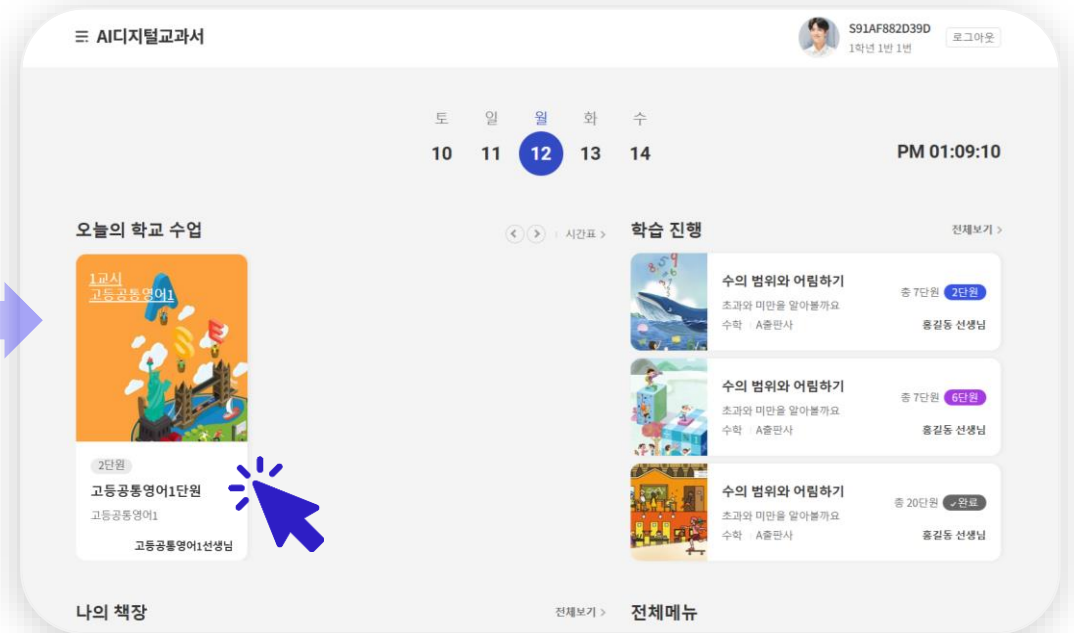 AI디지털교과서
S91AF882D39D
1학년 1반 1번
로그아웃
토 일 월 화 수
10 11 12 13 14
PM 01:09:10
오늘의 학교 수업
시간표 >
1교시
고등공통영어1
2단원
고등공통영어1단원
고등공통영어1
고등공통영어1선생님
학습 진행
전체보기 >
수의 범위와 어림하기
초과와 미만을 알아볼까요
수학 | A출판사
총 7단원 2단원
홍길동 선생님
수의 범위와 어림하기
초과와 미만을 알아볼까요
수학 | A출판사
총 7단원 6단원
홍길동 선생님
수의 범위와 어림하기
초과와 미만을 알아볼까요
수학 | A출판사
총 20단원 ✓완료
홍길동 선생님
나의 책장
전체보기 >
전체메뉴